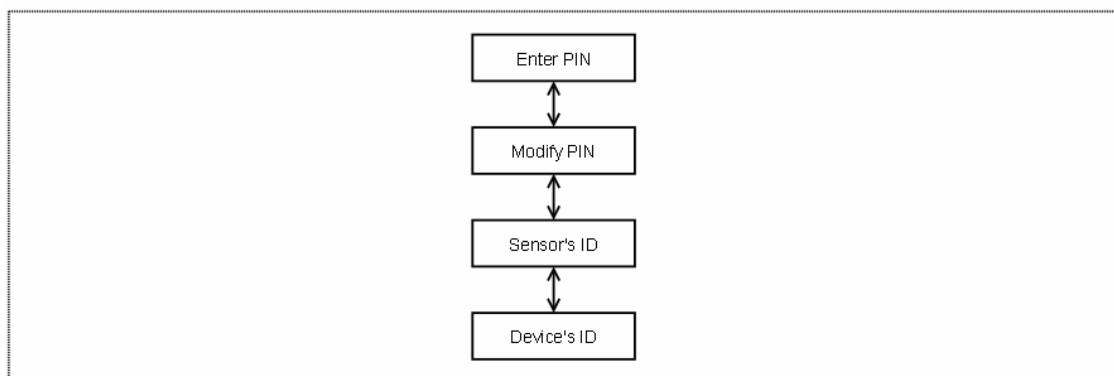 Enter PIN
Modify PIN
Sensor's ID
Device's ID